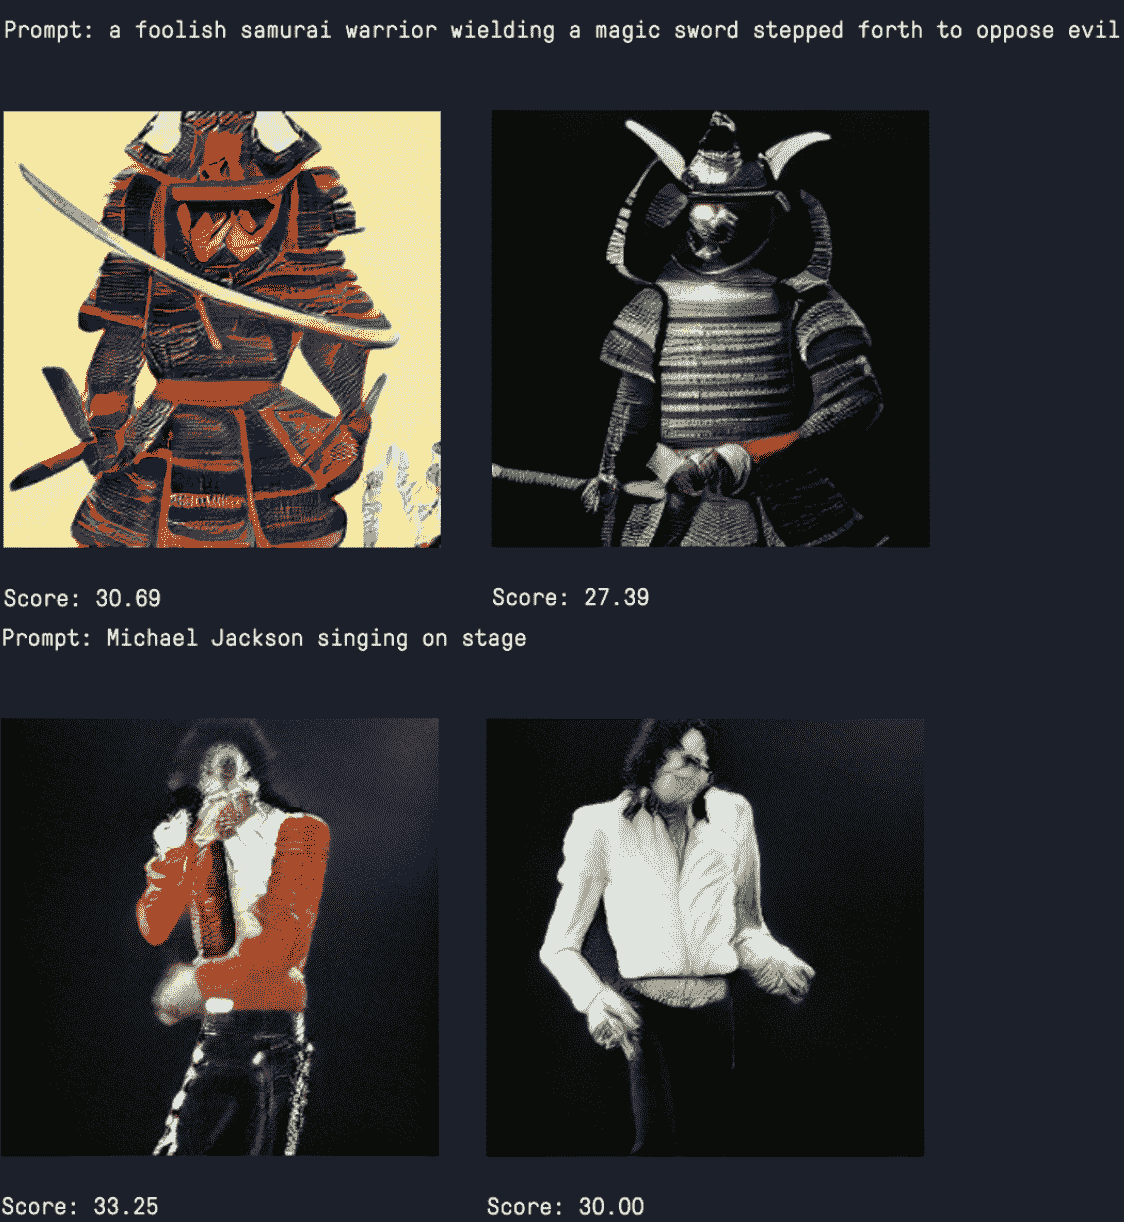 Prompt: a foolish samurai warrior wielding a magic sword stepped forth to oppose evil
Score: 30.69
Score: 27.39
Prompt: Michael Jackson singing on stage
Score: 33.25
Score: 30.00